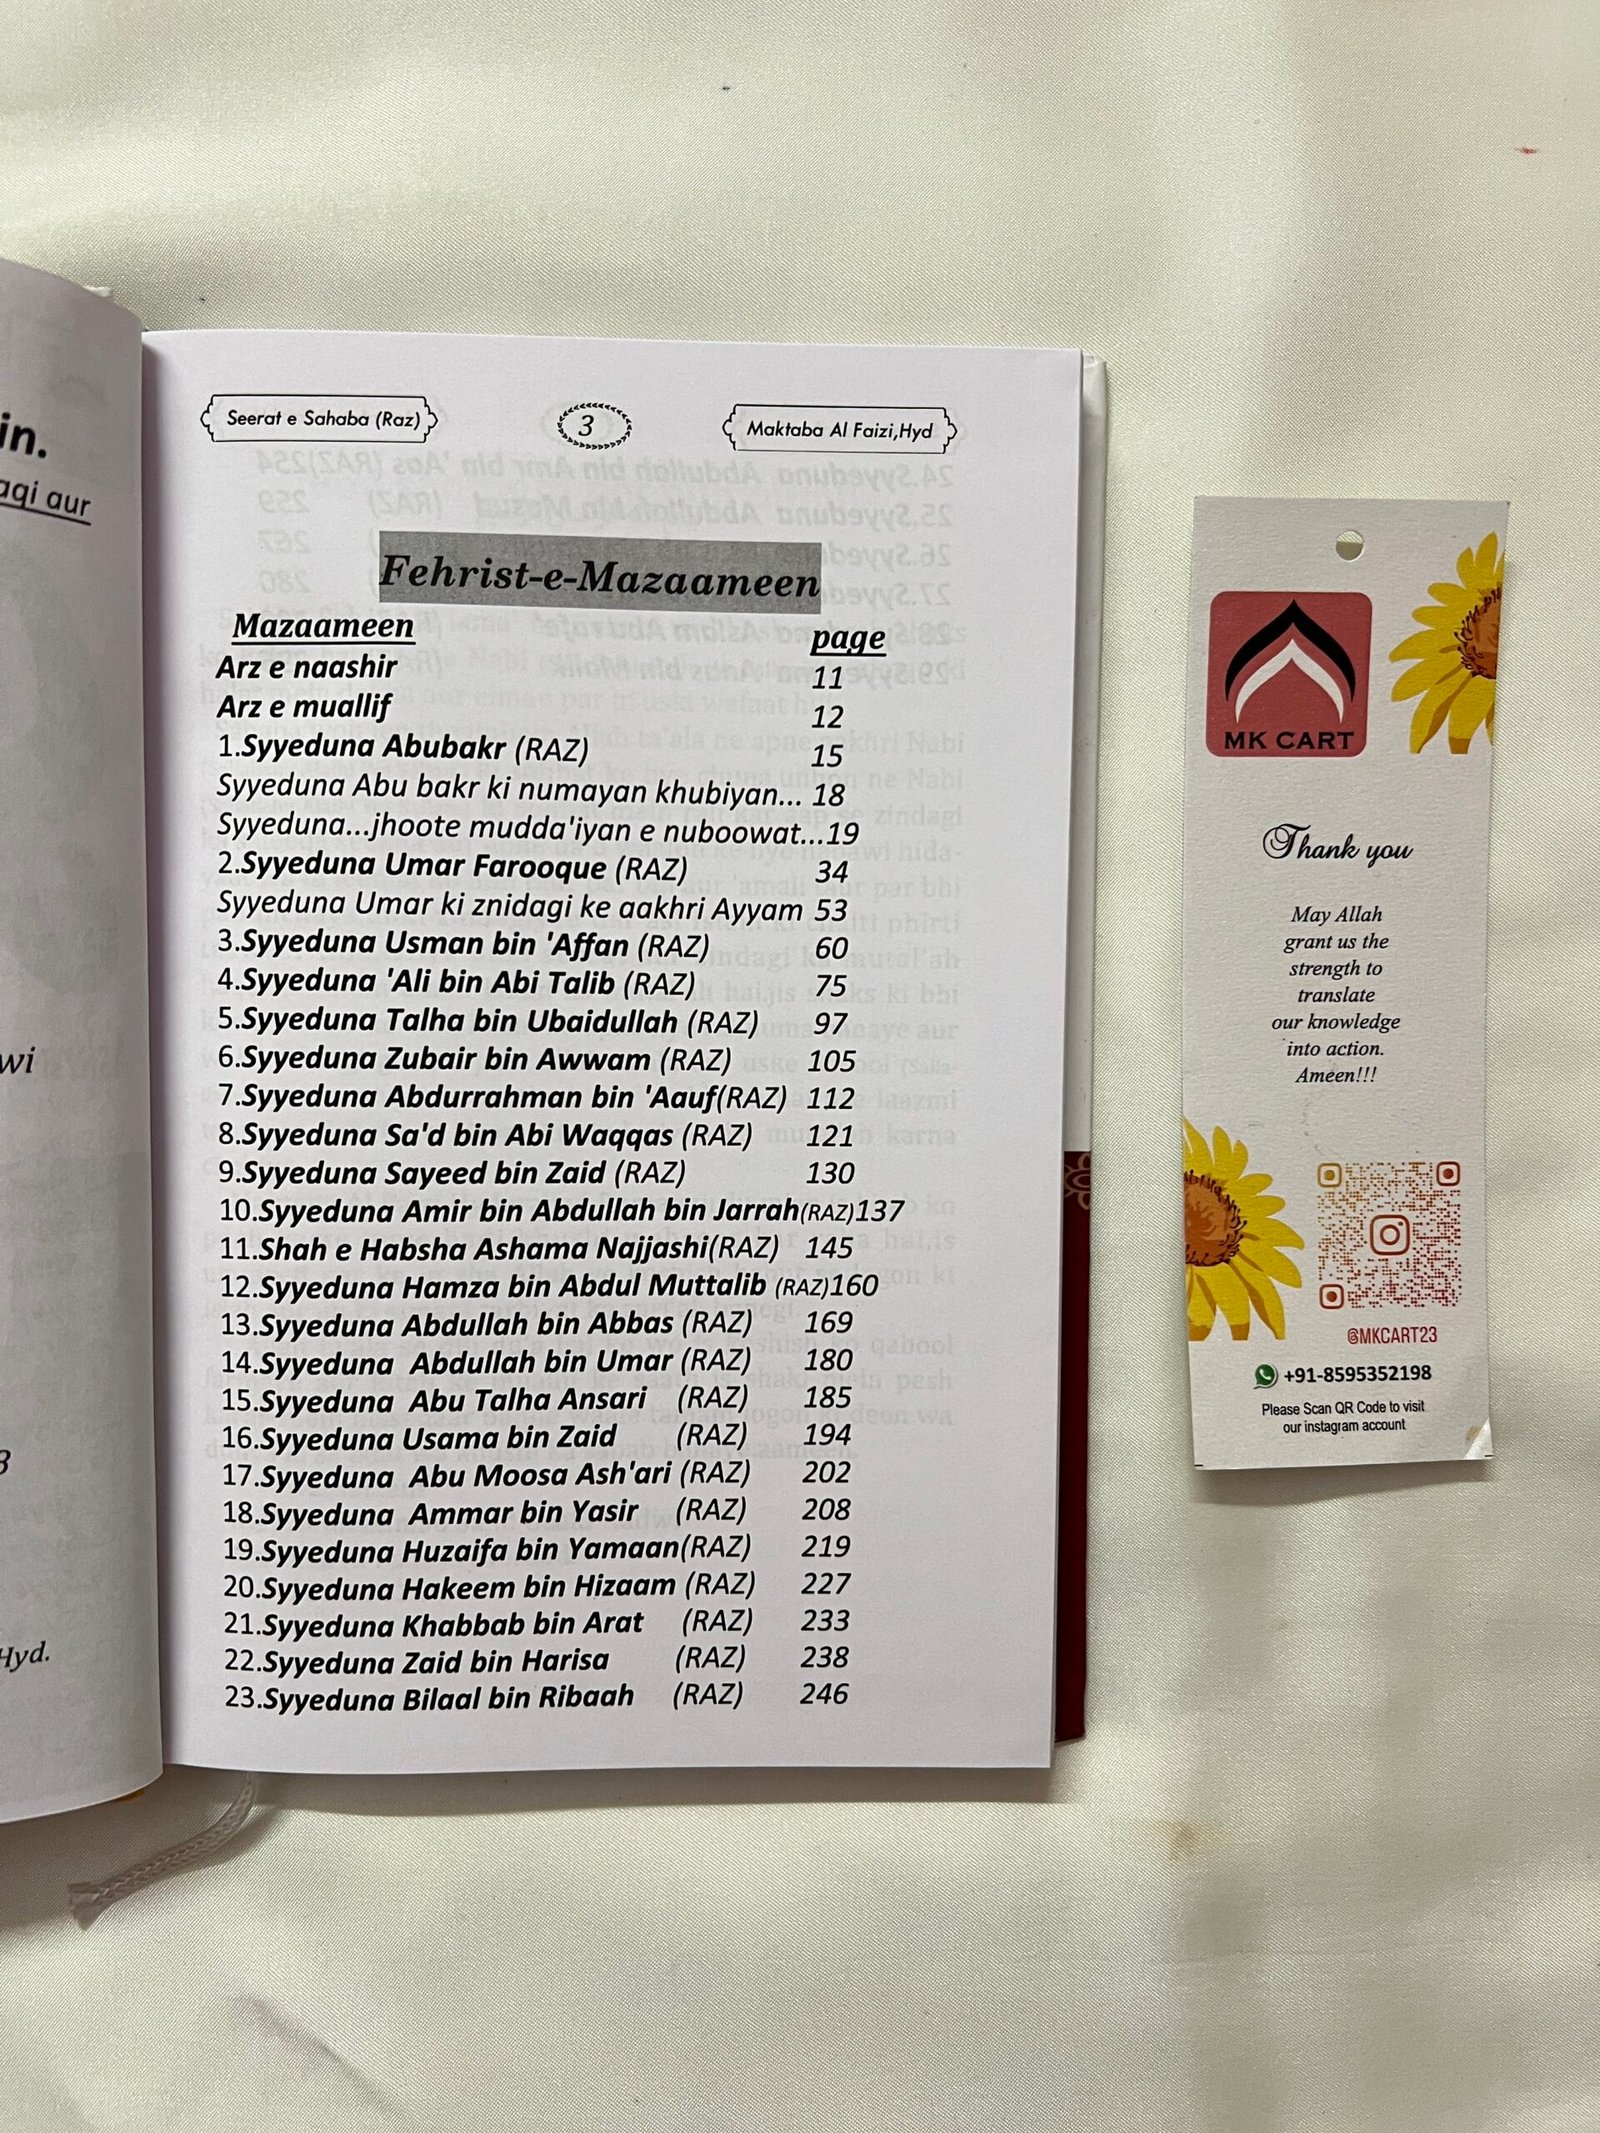 in.
aqi aur
wi
3
Hyd.
Seerat e Sahaba (Raz)
3
Maktaba Al Faizi,Hyd
Fehrist-e-Mazaameen
Mazaameen page
Arz e naashir 11
Arz e muallif 12
1.Syyeduna Abubakr (RAZ) 15
Syyeduna Abu bakr ki numayan khubiyan... 18
Syyeduna...jhoote mudda'iyan e nuboowat...19
2.Syyeduna Umar Farooque (RAZ) 34
Syyeduna Umar ki znidagi ke aakhri Ayyam 53
3.Syyeduna Usman bin 'Affan (RAZ) 60
4.Syyeduna 'Ali bin Abi Talib (RAZ) 75
5.Syyeduna Talha bin Ubaidullah (RAZ) 97
6.Syyeduna Zubair bin Awwam (RAZ) 105
7.Syyeduna Abdurrahman bin 'Aauf(RAZ) 112
8.Syyeduna Sa'd bin Abi Waqqas (RAZ) 121
9.Syyeduna Sayeed bin Zaid (RAZ) 130
10.Syyeduna Amir bin Abdullah bin Jarrah(RAZ)137
11.Shah e Habsha Ashama Najjashi(RAZ) 145
12.Syyeduna Hamza bin Abdul Muttalib (RAZ)160
13.Syyeduna Abdullah bin Abbas (RAZ) 169
14.Syyeduna Abdullah bin Umar (RAZ) 180
15.Syyeduna Abu Talha Ansari (RAZ) 185
16.Syyeduna Usama bin Zaid (RAZ) 194
17.Syyeduna Abu Moosa Ash'ari (RAZ) 202
18.Syyeduna Ammar bin Yasir (RAZ) 208
19.Syyeduna Huzaifa bin Yamaan(RAZ) 219
20.Syyeduna Hakeem bin Hizaam (RAZ) 227
21.Syyeduna Khabbab bin Arat (RAZ) 233
22.Syyeduna Zaid bin Harisa (RAZ) 238
23.Syyeduna Bilaal bin Ribaah (RAZ) 246
MK CART
Thank you
May Allah
grant us the
strength to
translate
our knowledge
into action.
Ameen!!!
@MKCART23
+91-8595352198
Please Scan QR Code to visit
our instagram account